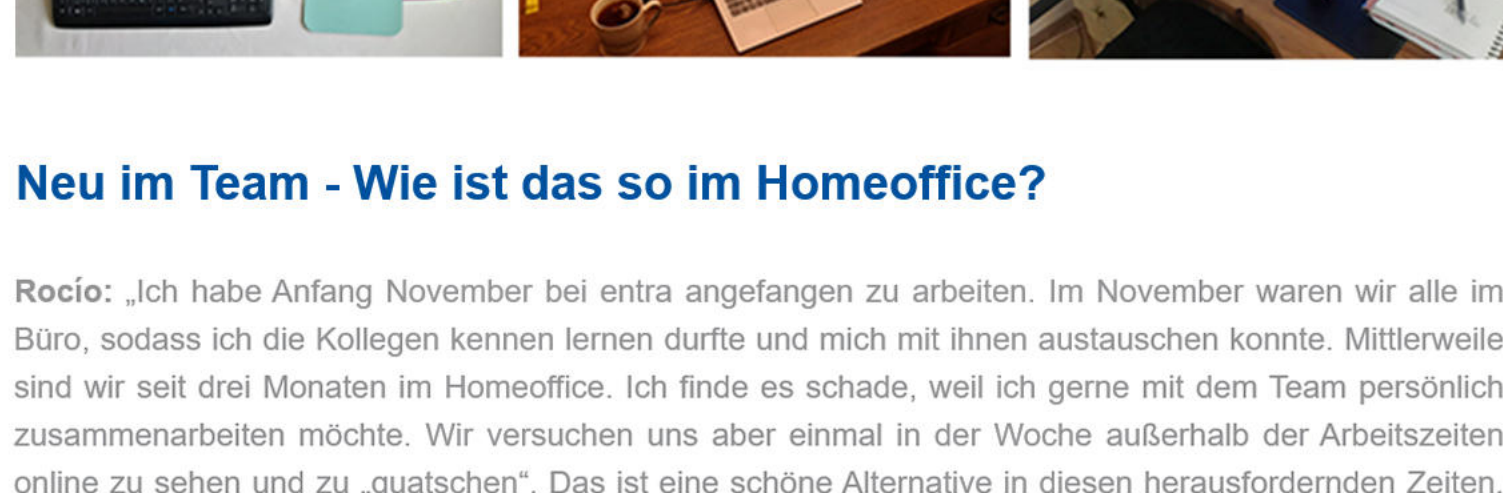 Neu im Team - Wie ist das so im Homeoffice?
Rocío: „Ich habe Anfang November bei entra angefangen zu arbeiten. Im November waren wir alle im
Büro, sodass ich die Kollegen kennen lernen durfte und mich mit ihnen austauschen konnte. Mittlerweile
sind wir seit drei Monaten im Homeoffice. Ich finde es schade, weil ich gerne mit dem Team persönlich
zusammenarbeiten möchte. Wir versuchen uns aber einmal in der Woche außerhalb der Arbeitszeiten
online zu sehen und zu „quatschen“. Das ist eine schöne Alternative in diesen herausfordernden Zeiten.